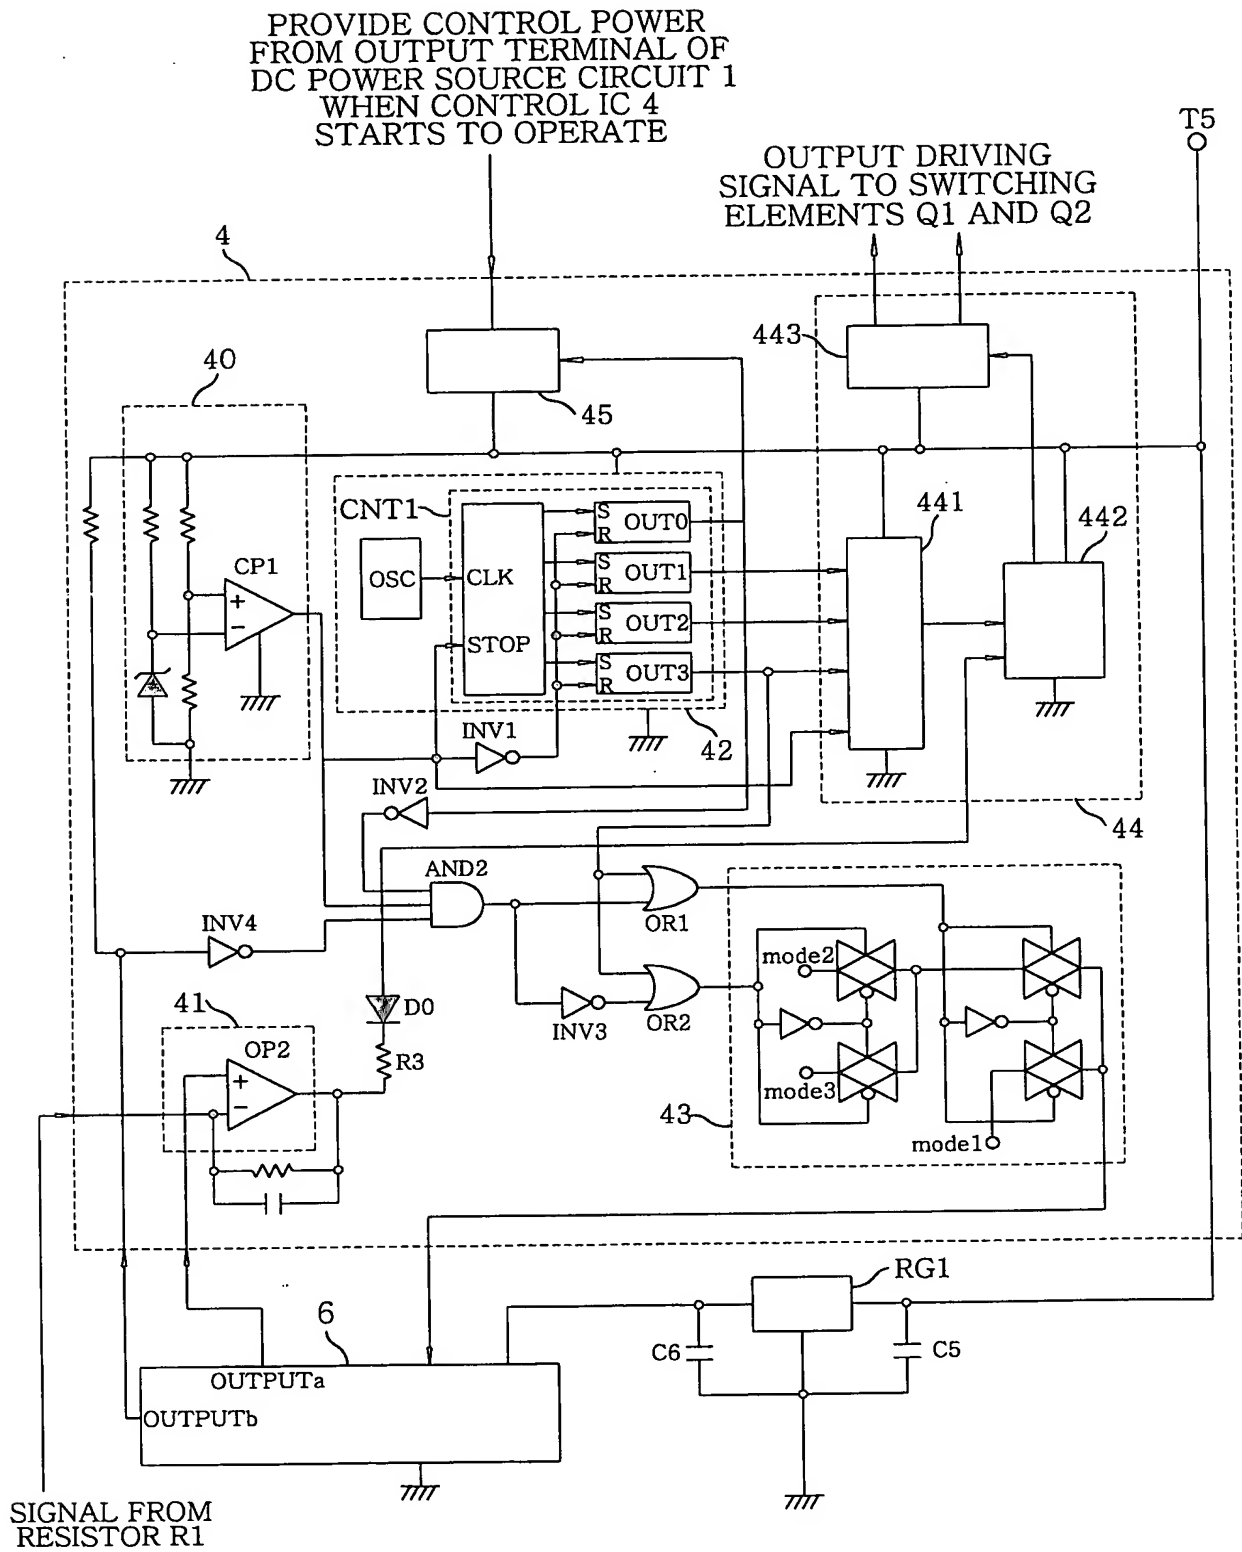 PROVIDE CONTROL POWER
FROM OUTPUT TERMINAL OF
DC POWER SOURCE CIRCUIT 1
WHEN CONTROL IC 4
STARTS TO OPERATE
T5
OUTPUT DRIVING
SIGNAL TO SWITCHING
ELEMENTS Q1 AND Q2
4
443
40
45
CNT1
441
442
S
R
OUT0
OSC
CLK
S
R
OUT1
CP1
+
−
S
R
OUT2
STOP
S
R
OUT3
INV1
42
INV2
44
AND2
INV4
OR1
mode2
41
D0
INV3
OR2
OP2
+
−
R3
mode3
43
mode1
RG1
6
C6
C5
OUTPUTa
OUTPUTb
SIGNAL FROM
RESISTOR R1